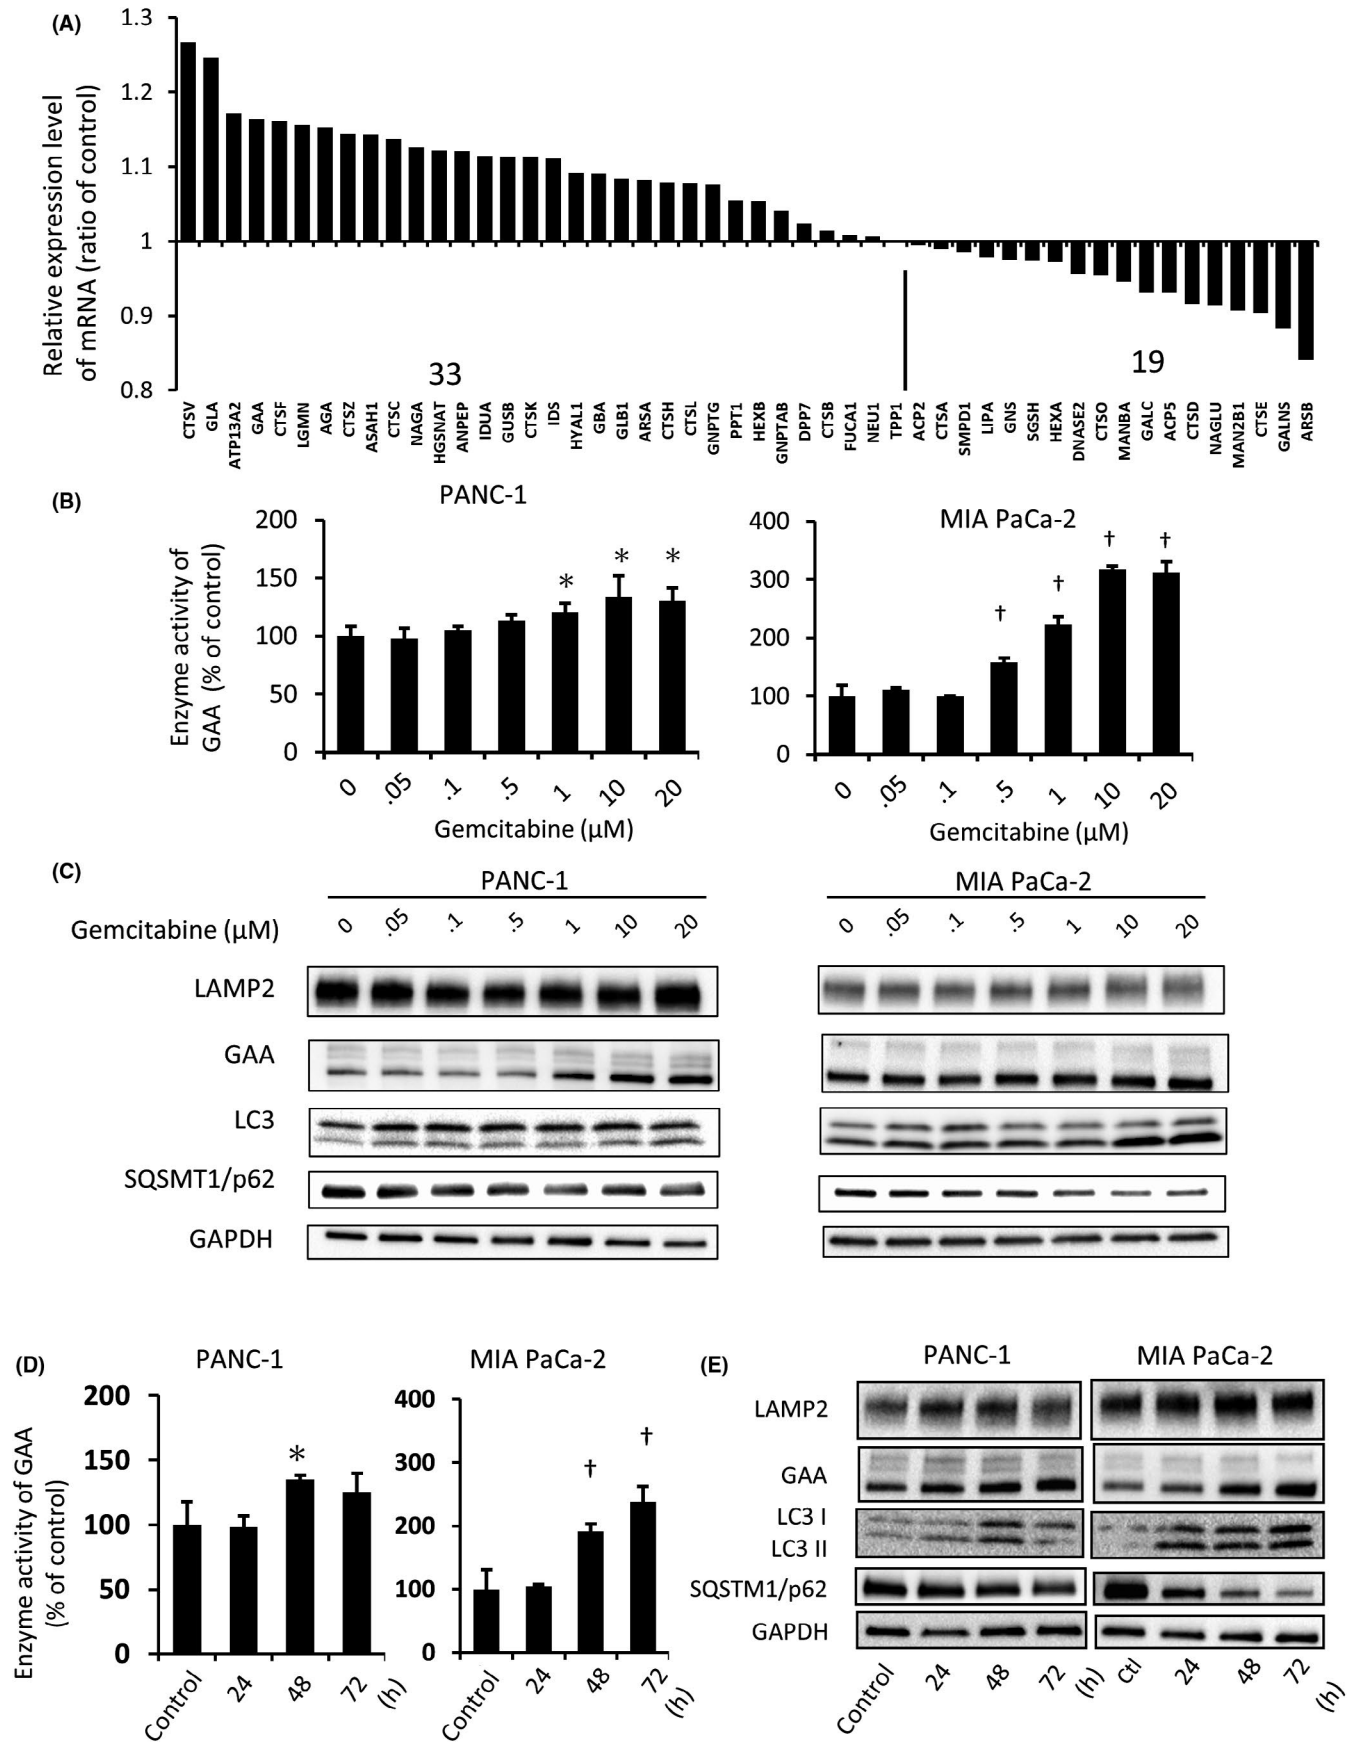 (A)
Relative expression level
of mRNA (ratio of control)
1.3
1.2
1.1
1
0.9
0.8
33
19
CTSV GLA ATP13A2 GAA CTSF LGMN AGA CTSZ ASAH1 CTSC NAGA HGSNAT ANPEP IDUA GUSB CTSK IDS HYAL1 GBA GLB1 ARSA CTSH CTSL GNPTG PPT1 HEXB GNPTAB DPP7 CTSB FUCA1 NEU1 TPP1 ACP2 CTSA SMPD1 LIPA GNS SGSH HEXA DNASE2 CTSO MANBA GALC ACP5 CTSD NAGLU MAN2B1 CTSE GALNS ARSB
(B)
PANC-1
Enzyme activity of
GAA (% of control)
200
150
100
50
0
* * *
0 .05 .1 .5 1 10 20
Gemcitabine (μM)
MIA PaCa-2
400
300
200
100
0
† † † †
0 .05 .1 .5 1 10 20
Gemcitabine (μM)
(C)
PANC-1 MIA PaCa-2
Gemcitabine (μM) 0 .05 .1 .5 1 10 20 0 .05 .1 .5 1 10 20
LAMP2
GAA
LC3
SQSMT1/p62
GAPDH
(D)
PANC-1
Enzyme activity of GAA
(% of control)
200
150
100
50
0
*
Control 24 48 72 (h)
MIA PaCa-2
400
300
200
100
0
† †
Control 24 48 72 (h)
(E)
PANC-1 MIA PaCa-2
LAMP2
GAA
LC3 I
LC3 II
SQSTM1/p62
GAPDH
Control 24 48 72 (h) Ctl 24 48 72 (h)